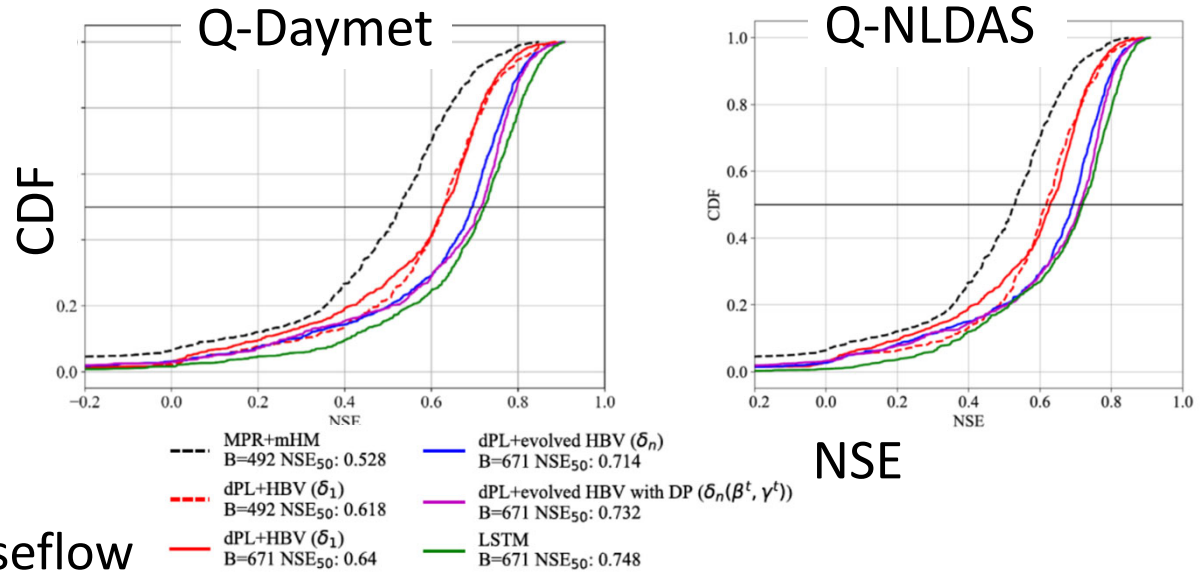 Q-Daymet
Q-NLDAS
CDF
0.2
0.0
−0.2 0.0 0.2 0.4 0.6 0.8 1.0
NSE
CDF
1.0
0.8
0.6
0.4
0.2
0.0
0.2 0.0 0.2 0.4 0.6 0.8 1.0
NSE
NSE
MPR+mHM
B=492 NSE₅₀: 0.528
dPL+HBV (δ₁)
B=492 NSE₅₀: 0.618
dPL+HBV (δ₁)
B=671 NSE₅₀: 0.64
dPL+evolved HBV (δₙ)
B=671 NSE₅₀: 0.714
dPL+evolved HBV with DP (δₙ(βᵗ, γᵗ))
B=671 NSE₅₀: 0.732
LSTM
B=671 NSE₅₀: 0.748
seflow